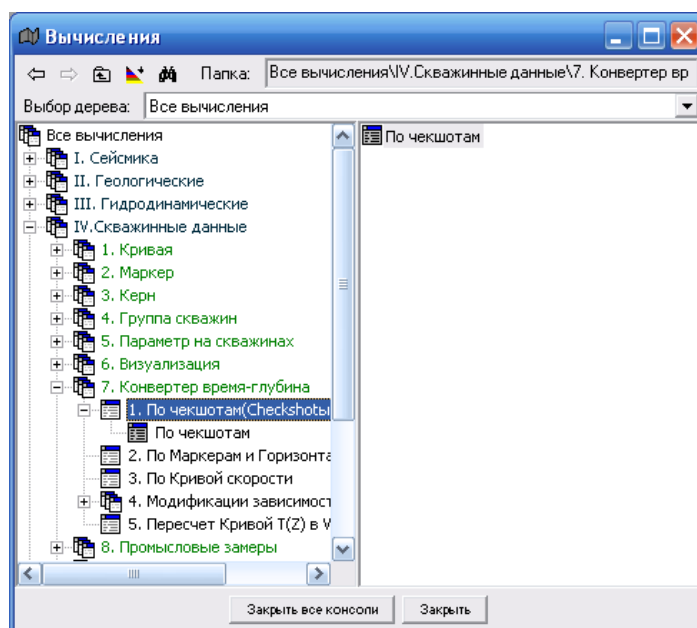 Вычисления
Папка: Все вычисления\IV.Скважинные данные\7. Конвертер вр
Выбор дерева: Все вычисления
Все вычисления
I. Сейсмика
II. Геологические
III. Гидродинамические
IV.Скважинные данные
1. Кривая
2. Маркер
3. Керн
4. Группа скважин
5. Параметр на скважинах
6. Визуализация
7. Конвертер время-глубина
1. По чекшотам(Checkshotы
По чекшотам
2. По Маркерам и Горизонта
3. По Кривой скорости
4. Модификации зависимост
5. Пересчет Кривой T(Z) в V
8. Промысловые замеры
По чекшотам
Закрыть все консоли
Закрыть